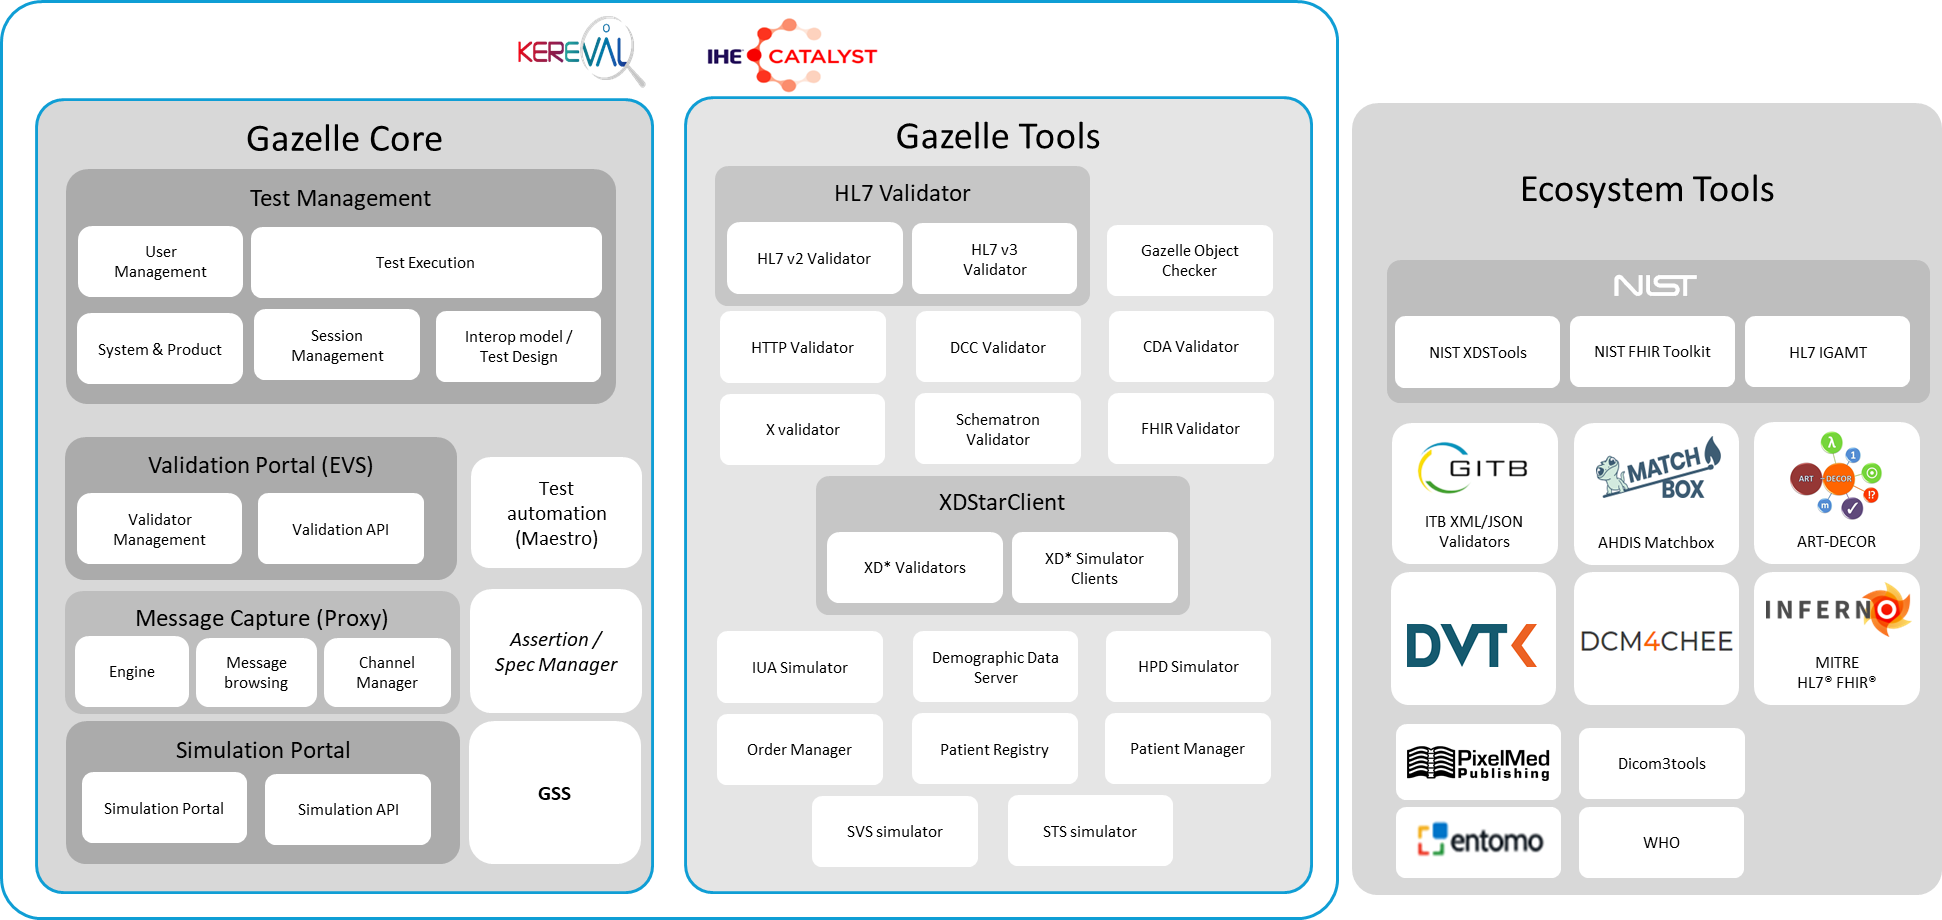 KEREVAL
IHE CATALYST
Gazelle Core
Test Management
User
Management
Test Execution
System & Product
Session
Management
Interop model /
Test Design
Validation Portal (EVS)
Validator
Management
Validation API
Test
automation
(Maestro)
Message Capture (Proxy)
Engine
Message
browsing
Channel
Manager
Assertion /
Spec Manager
Simulation Portal
Simulation Portal
Simulation API
GSS
Gazelle Tools
HL7 Validator
HL7 v2 Validator
HL7 v3
Validator
Gazelle Object
Checker
HTTP Validator
DCC Validator
CDA Validator
X validator
Schematron
Validator
FHIR Validator
XDStarClient
XD* Validators
XD* Simulator
Clients
IUA Simulator
Demographic Data
Server
HPD Simulator
Order Manager
Patient Registry
Patient Manager
SVS simulator
STS simulator
Ecosystem Tools
NIST
NIST XDSTools
NIST FHIR Toolkit
HL7 IGAMT
GITB
ITB XML/JSON
Validators
MATCH
BOX
AHDIS Matchbox
λ
1
ART
DECOR
!?
m
ART-DECOR
DVTK
DCM4CHEE
INFERNO
MITRE
HL7® FHIR®
PixelMed
Publishing
Dicom3tools
entomo
WHO